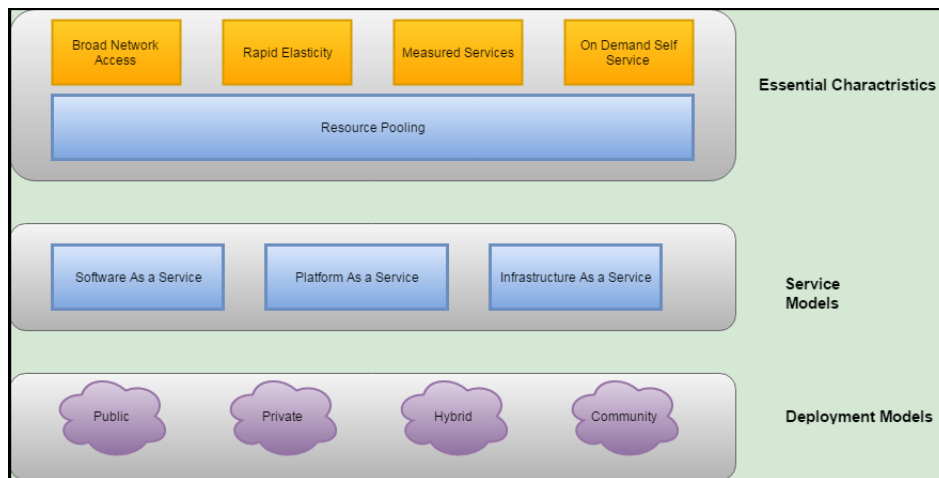 Broad Network
Access
Rapid Elasticity
Measured Services
On Demand Self
Service
Resource Pooling
Essential Charactristics
Software As a Service
Platform As a Service
Infrastructure As a Service
Service
Models
Public
Private
Hybrid
Community
Deployment Models